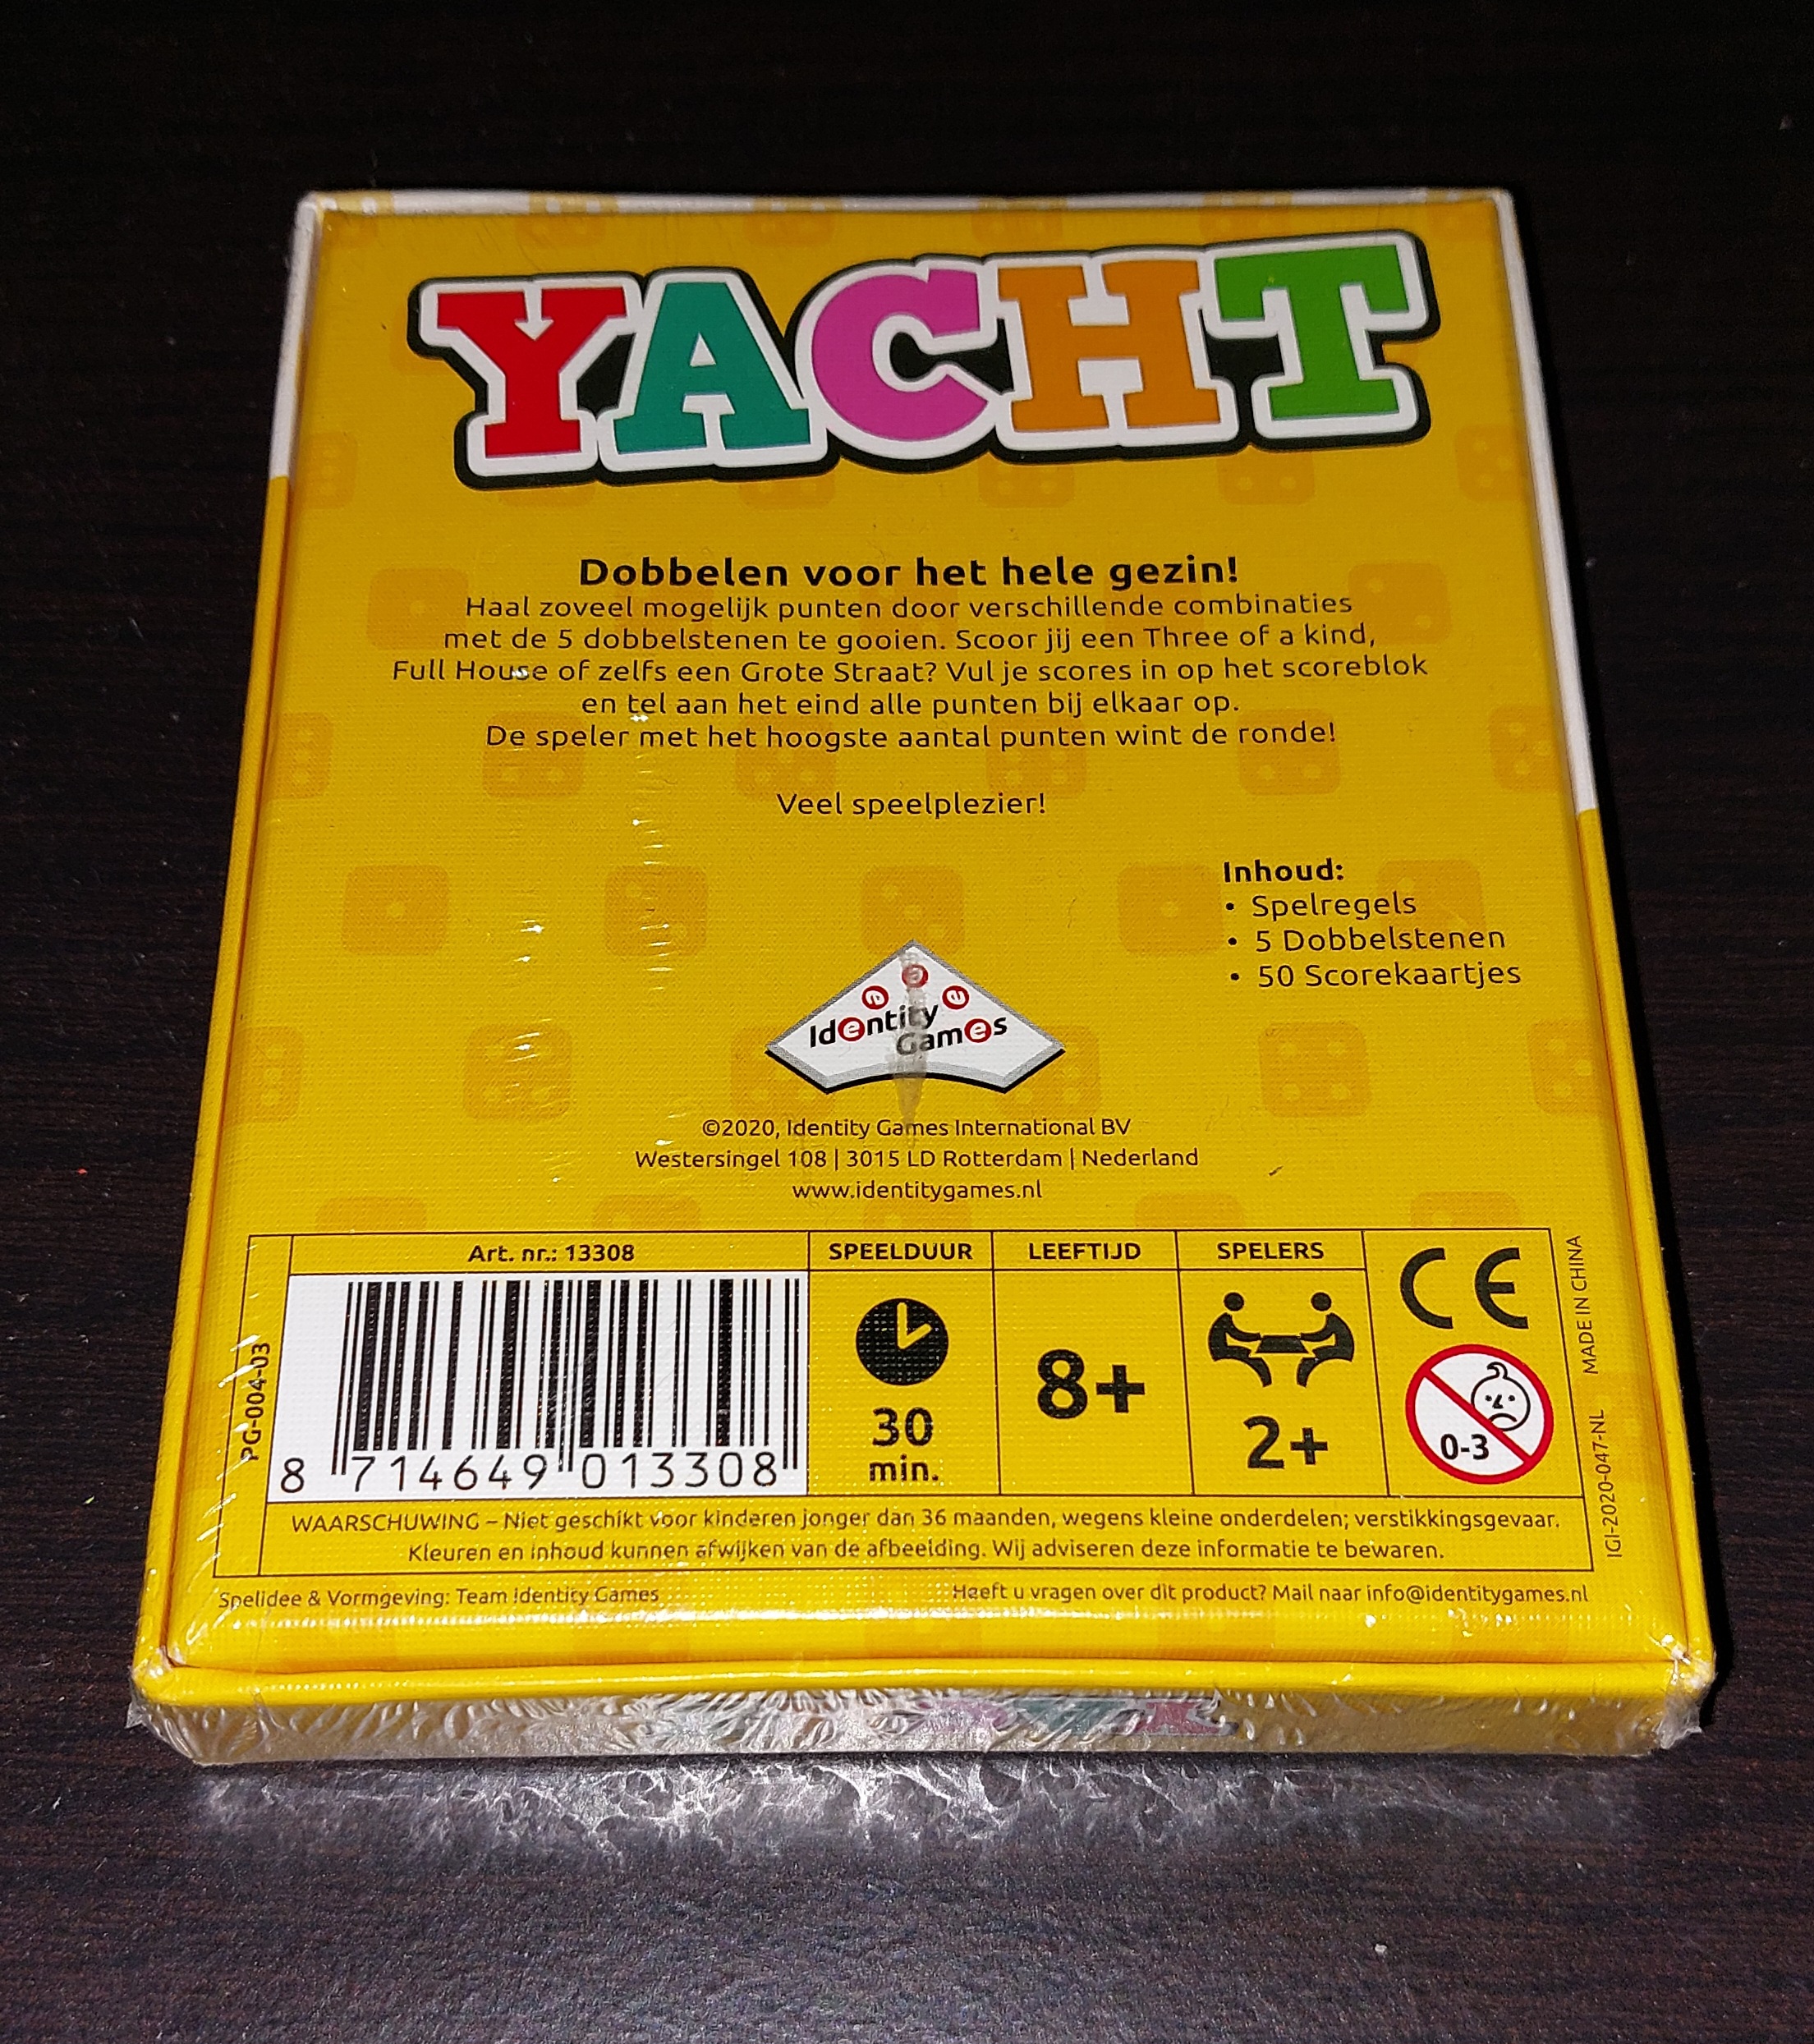 YACHT
Dobbelen voor het hele gezin!
Haal zoveel mogelijk punten door verschillende combinaties
met de 5 dobbelstenen te gooien. Scoor jij een Three of a kind,
Full House of zelfs een Grote Straat? Vul je scores in op het scoreblok
en tel aan het eind alle punten bij elkaar op.
De speler met het hoogste aantal punten wint de ronde!
Veel speelplezier!
Inhoud:
• Spelregels
• 5 Dobbelstenen
• 50 Scorekaartjes
Identity
Games
©2020, Identity Games International BV
Westersingel 108 | 3015 LD Rotterdam | Nederland
www.identitygames.nl
PG-004-03
Art. nr.: 13308
8 714649 013308
SPEELDUUR
30
min.
LEEFTIJD
8+
SPELERS
2+
CE
0-3
MADE IN CHINA
IGI-2020-047-NL
WAARSCHUWING – Niet geschikt voor kinderen jonger dan 36 maanden, wegens kleine onderdelen; verstikkingsgevaar.
Kleuren en inhoud kunnen afwijken van de afbeelding. Wij adviseren deze informatie te bewaren.
Spelidee & Vormgeving: Team Identity Games
Heeft u vragen over dit product? Mail naar info@identitygames.nl